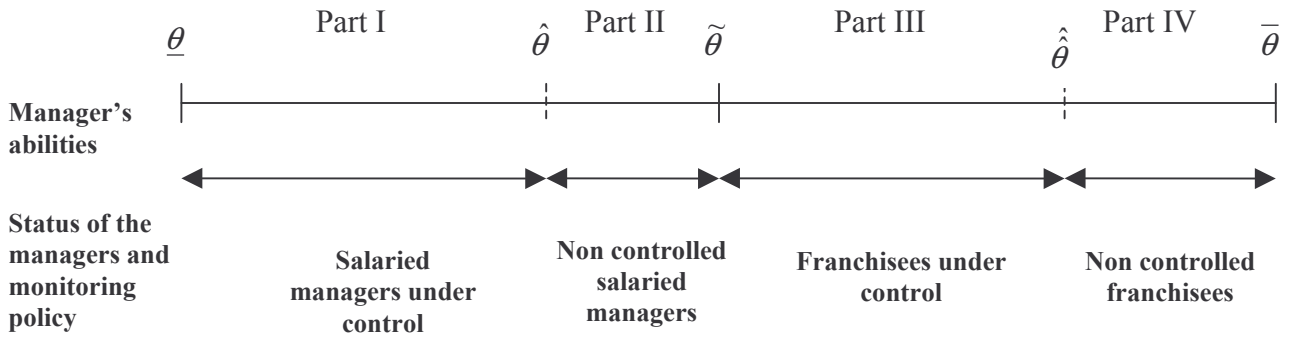 Part I Part II Part III Part IV
θ̲ θ̂ θ̃ θ̂̂ θ̄
Manager’s
abilities
Status of the
managers and
monitoring
policy
Salaried
managers under
control
Non controlled
salaried
managers
Franchisees under
control
Non controlled
franchisees